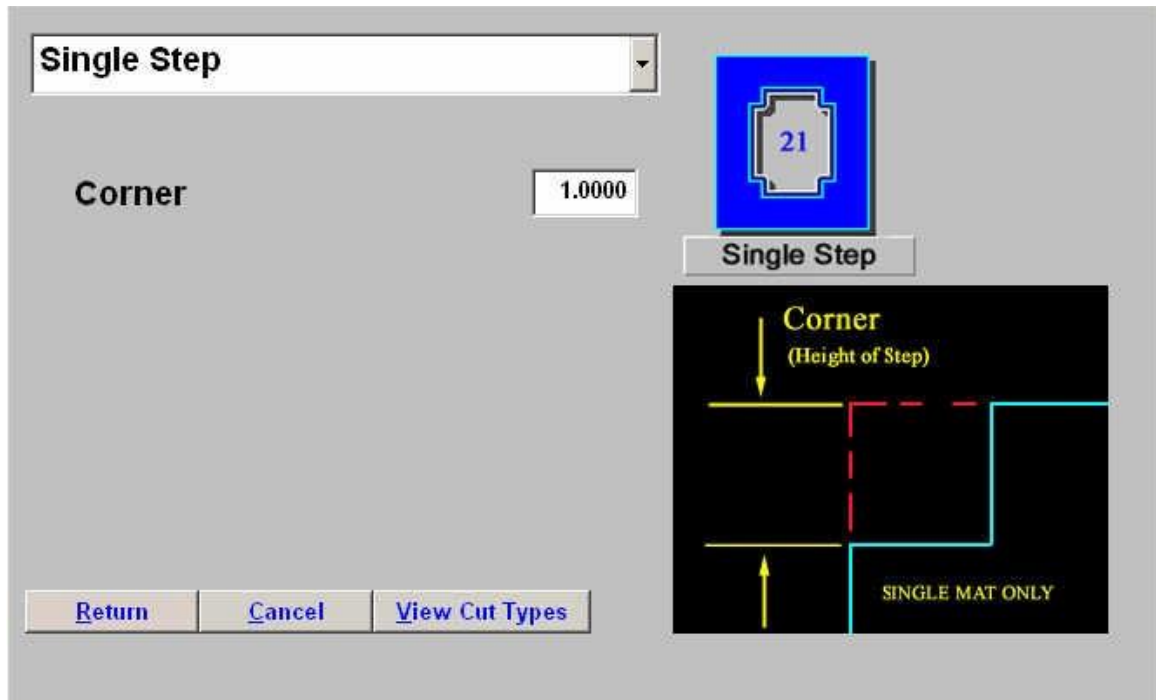 Single Step
21
Corner 1.0000
Single Step
Corner
(Height of Step)
SINGLE MAT ONLY
Return Cancel View Cut Types